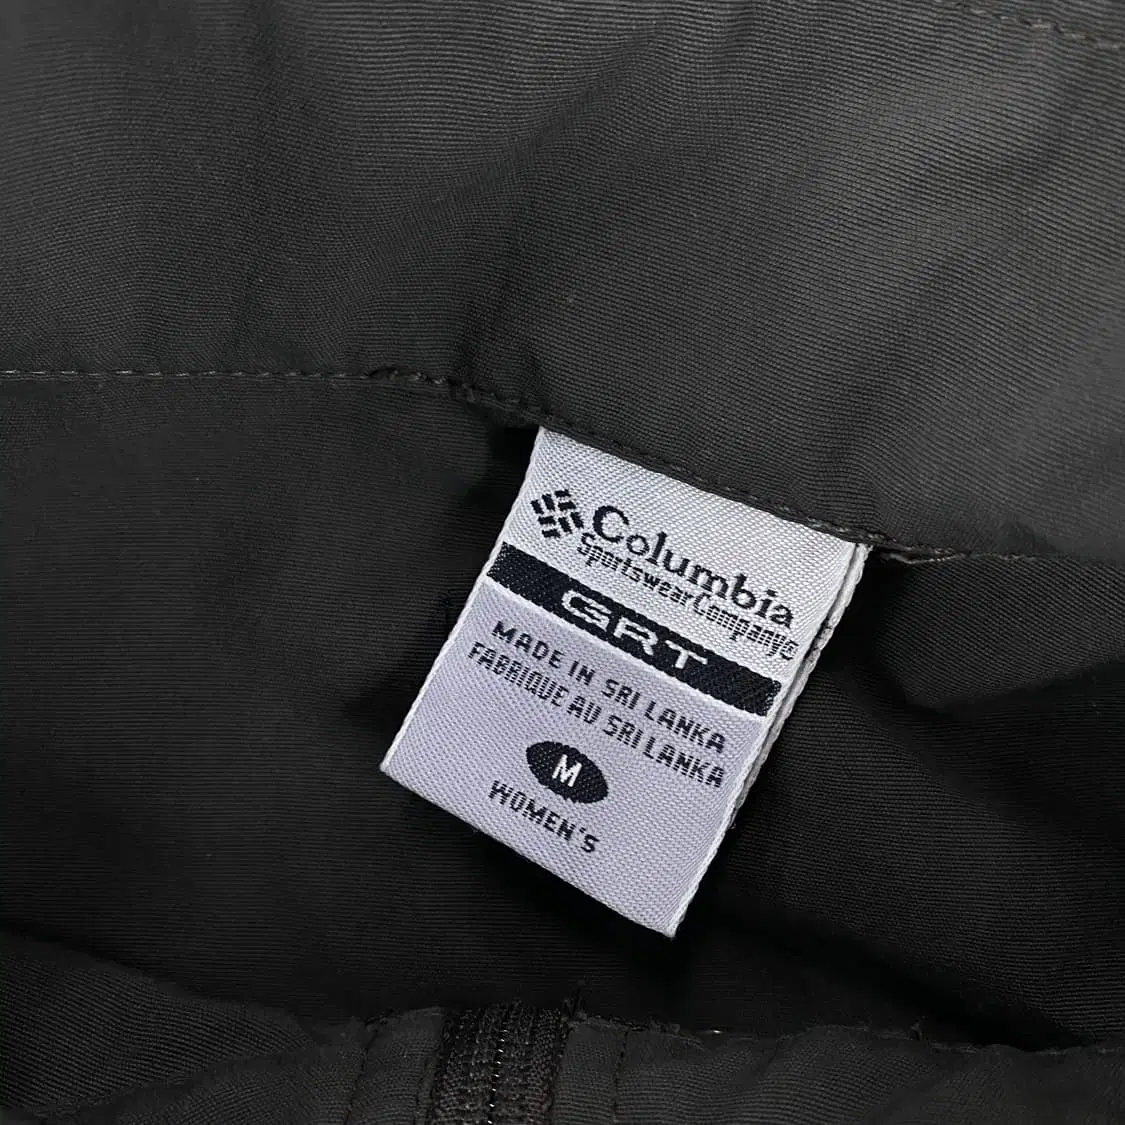 Columbia
Sportswear Company®
GRT
MADE IN SRI LANKA
FABRIQUE AU SRI LANKA
M
WOMEN'S